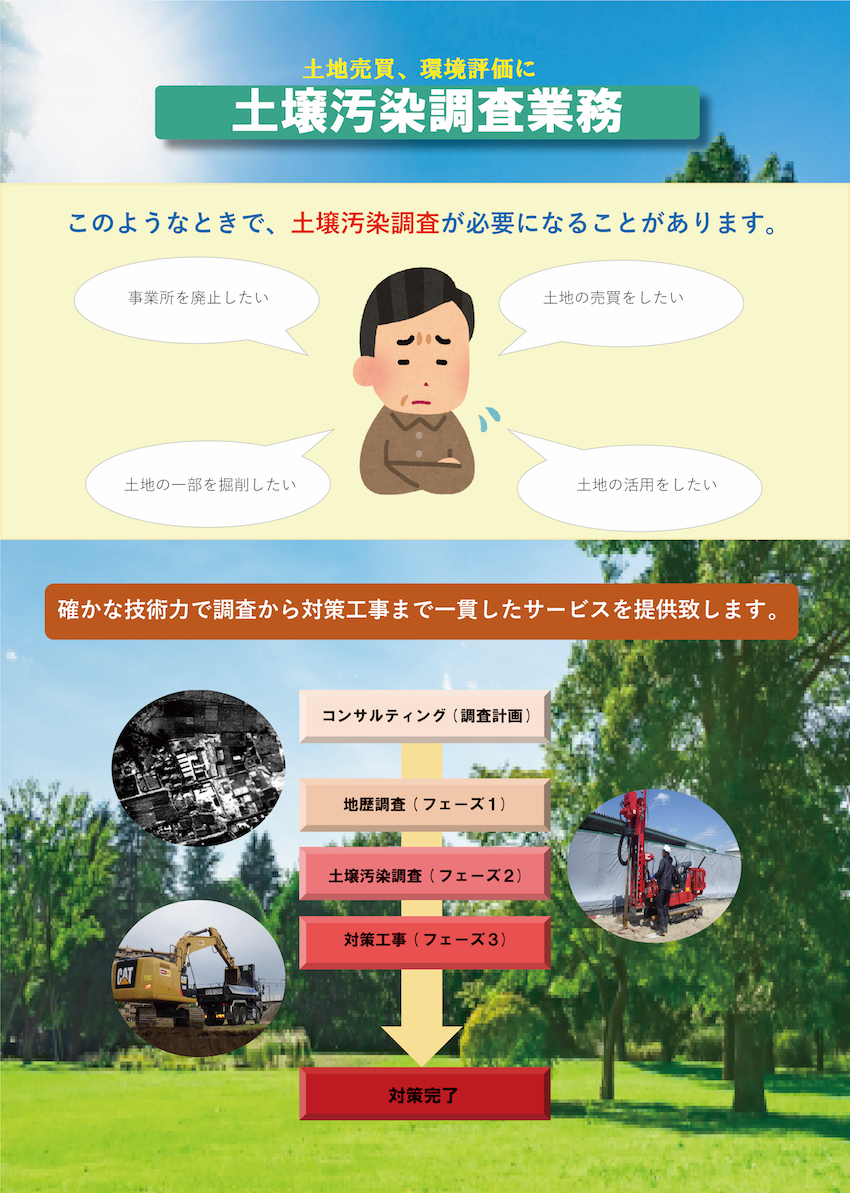 土地売買、環境評価に
土壌汚染調査業務
このようなときで、土壌汚染調査が必要になることがあります。
事業所を廃止したい
土地の売買をしたい
土地の一部を掘削したい
土地の活用をしたい
確かな技術力で調査から対策工事まで一貫したサービスを提供致します。
コンサルティング（調査計画）
地歴調査（フェーズ１）
土壌汚染調査（フェーズ２）
対策工事（フェーズ３）
CAT
対策完了